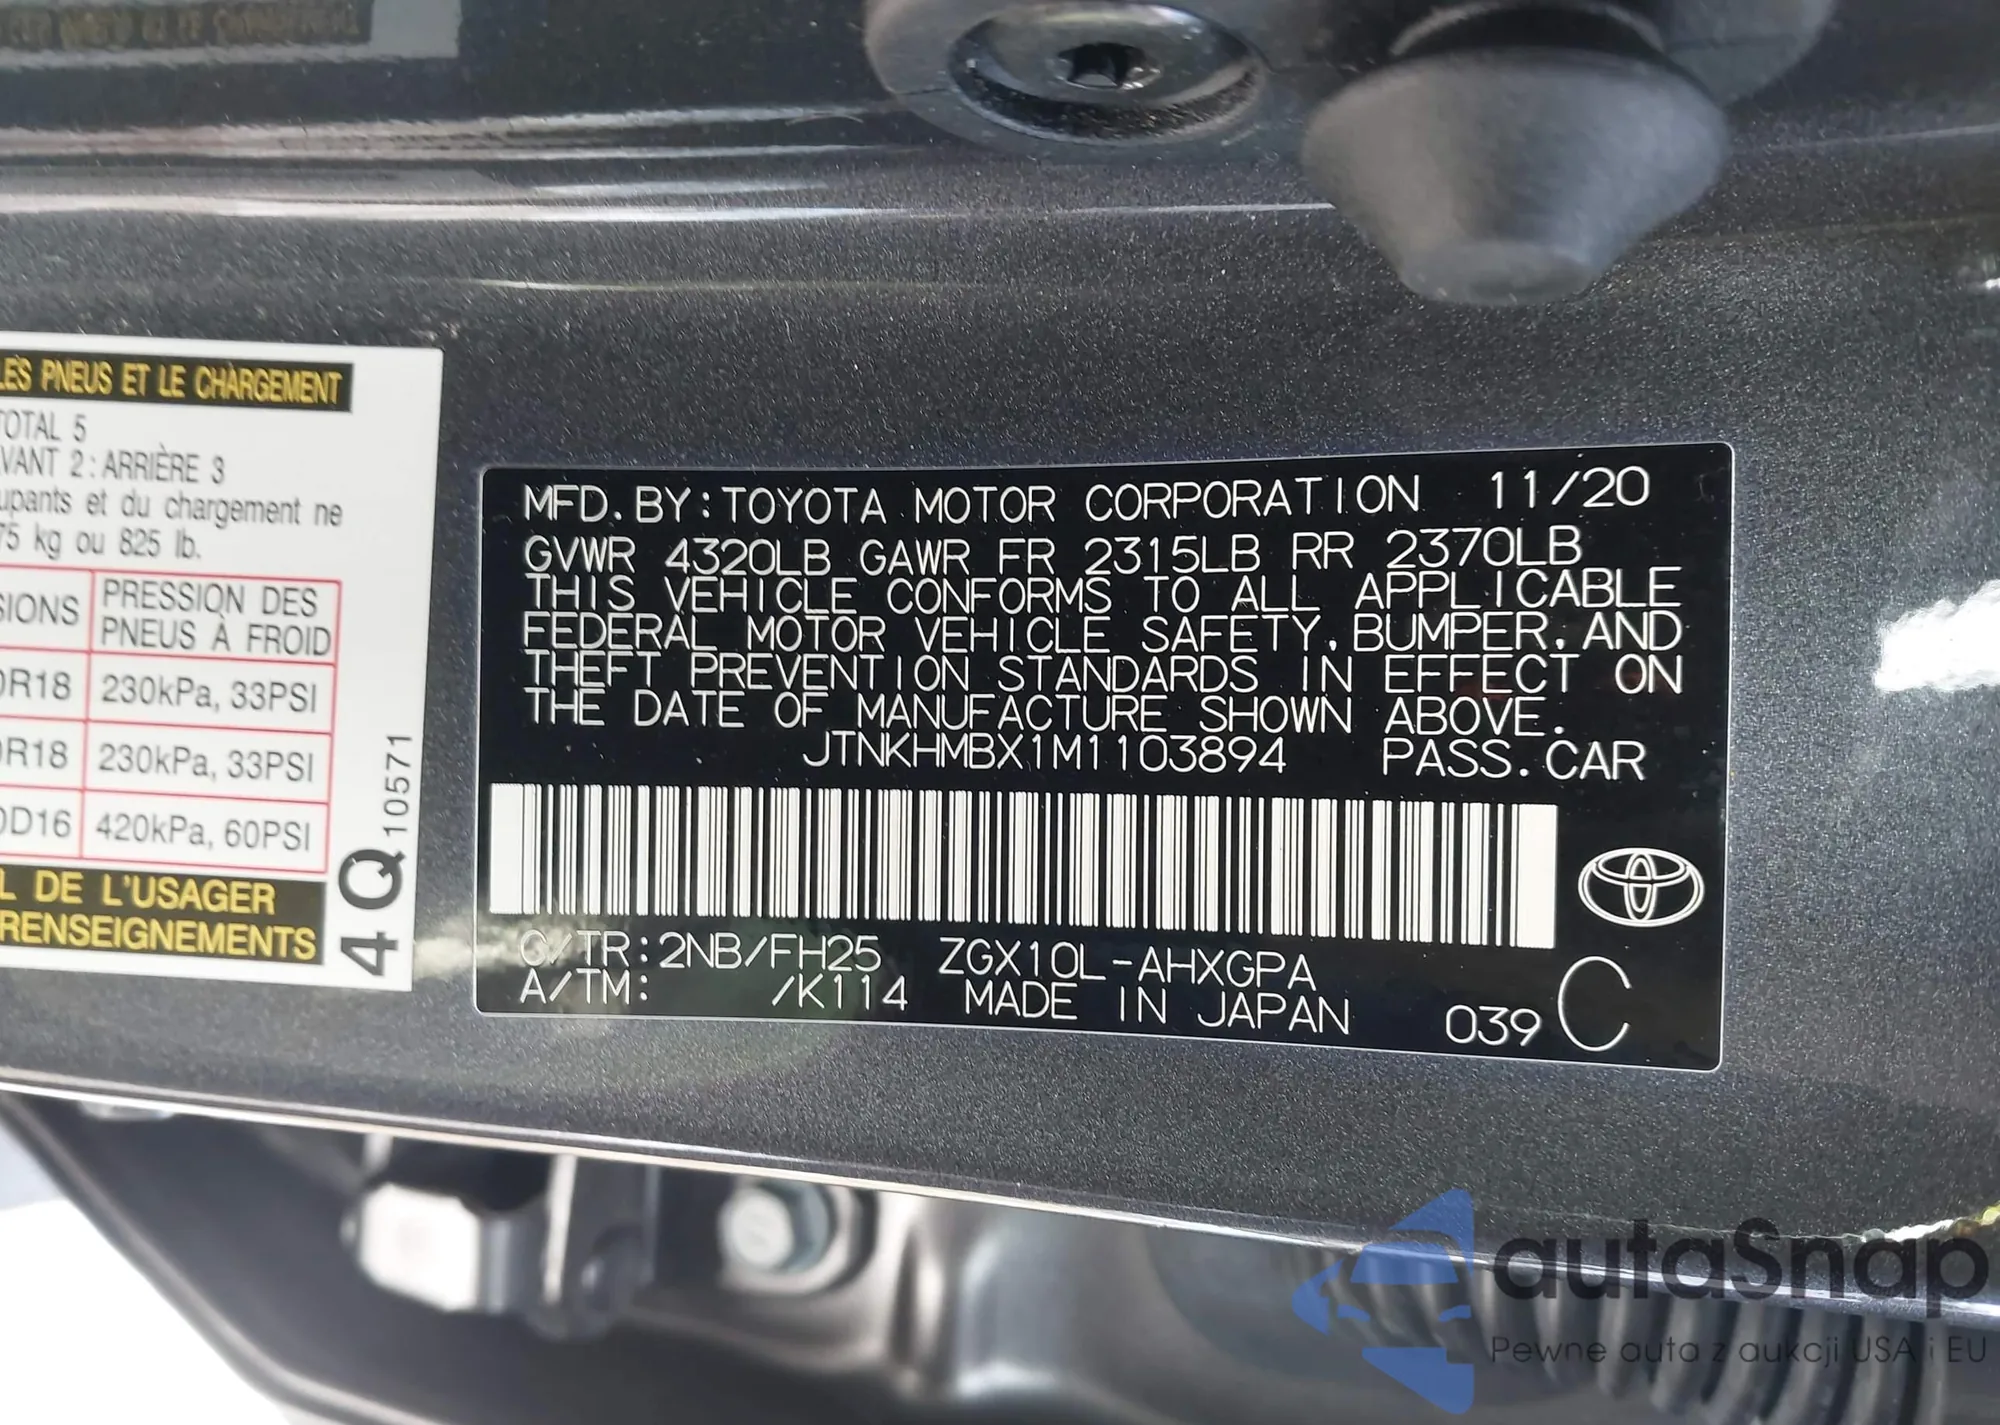 LES PNEUS ET LE CHARGEMENT
TOTAL 5
VANT 2 : ARRIÈRE 3
upants et du chargement ne
75 kg ou 825 lb.
SIONS
PRESSION DES
PNEUS À FROID
0R18 230kPa, 33PSI
0R18 230kPa, 33PSI
0D16 420kPa, 60PSI
L DE L'USAGER
RENSEIGNEMENTS
4Q 10571
MFD. BY: TOYOTA MOTOR CORPORATION 11/20
GVWR 4320LB GAWR FR 2315LB RR 2370LB
THIS VEHICLE CONFORMS TO ALL APPLICABLE
FEDERAL MOTOR VEHICLE SAFETY, BUMPER, AND
THEFT PREVENTION STANDARDS IN EFFECT ON
THE DATE OF MANUFACTURE SHOWN ABOVE.
JTNKHMBX1M1103894 PASS. CAR
C/TR: 2NB/FH25 ZGX10L-AHXGPA
A/TM: /K114 MADE IN JAPAN 039 C
autoSnap
Pewne auta z aukcji USA i EU